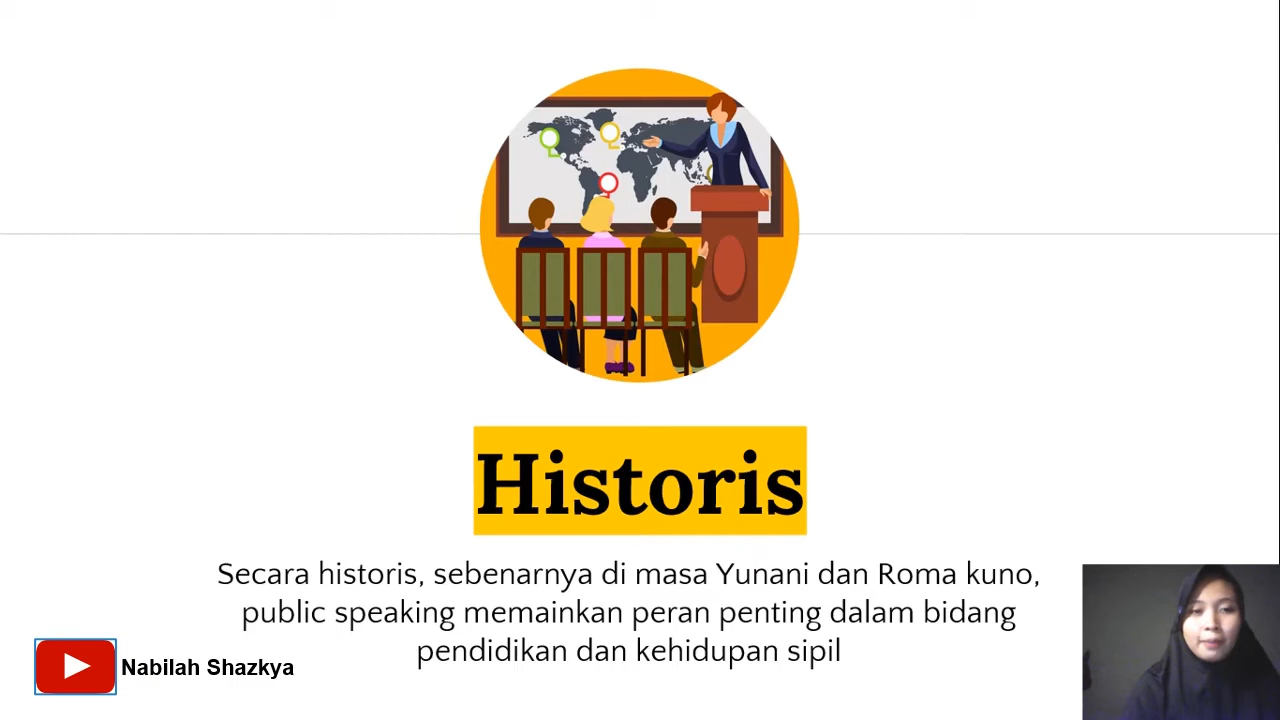 Historis
Secara historis, sebenarnya di masa Yunani dan Roma kuno,
public speaking memainkan peran penting dalam bidang
pendidikan dan kehidupan sipil
Nabilah Shazkya